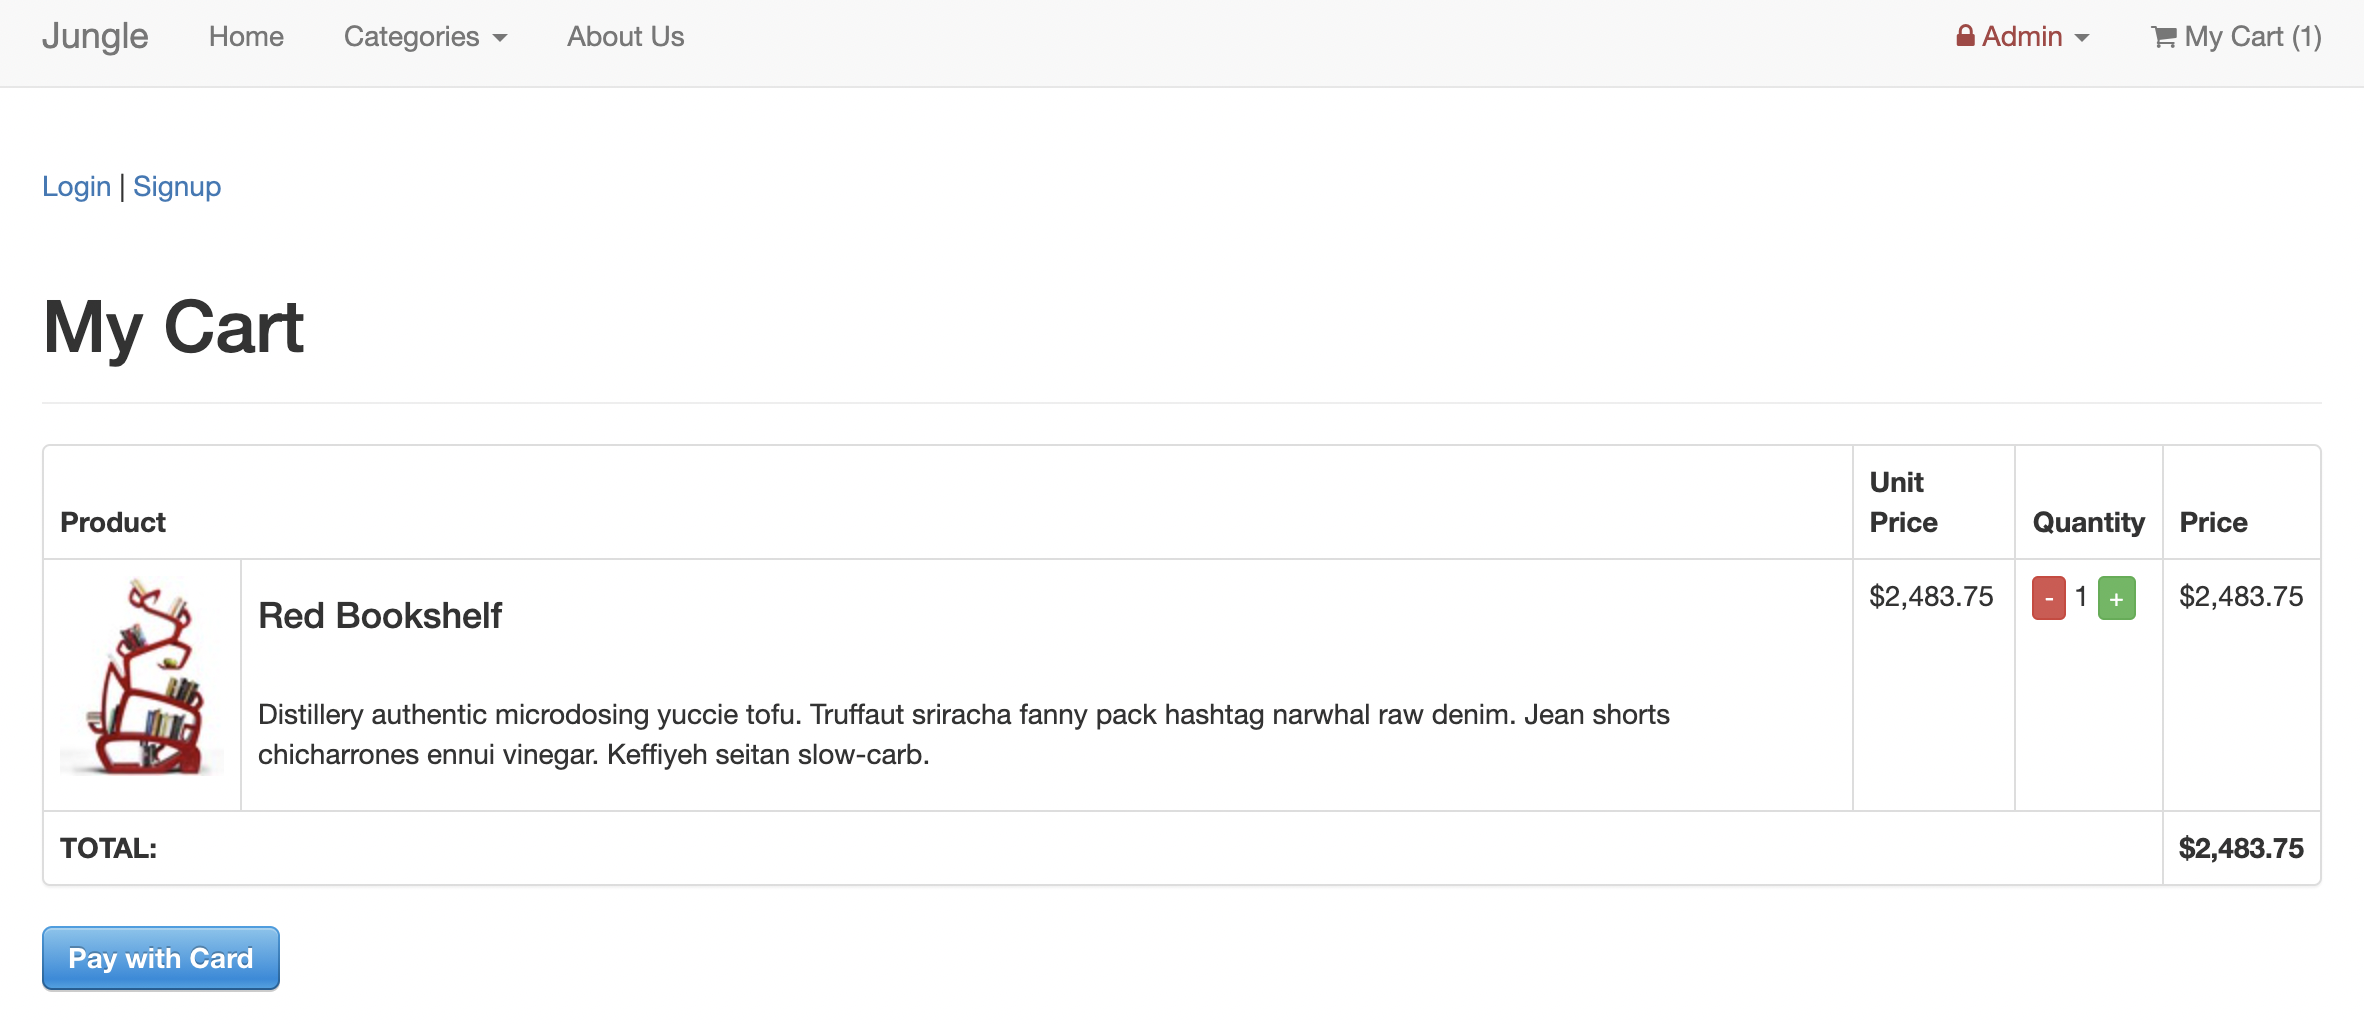 Jungle Home Categories About Us Admin My Cart (1)
Login | Signup
My Cart
Product Unit Price Quantity Price
Red Bookshelf $2,483.75 - 1 + $2,483.75
Distillery authentic microdosing yuccie tofu. Truffaut sriracha fanny pack hashtag narwhal raw denim. Jean shorts
chicharrones ennui vinegar. Keffiyeh seitan slow-carb.
TOTAL: $2,483.75
Pay with Card